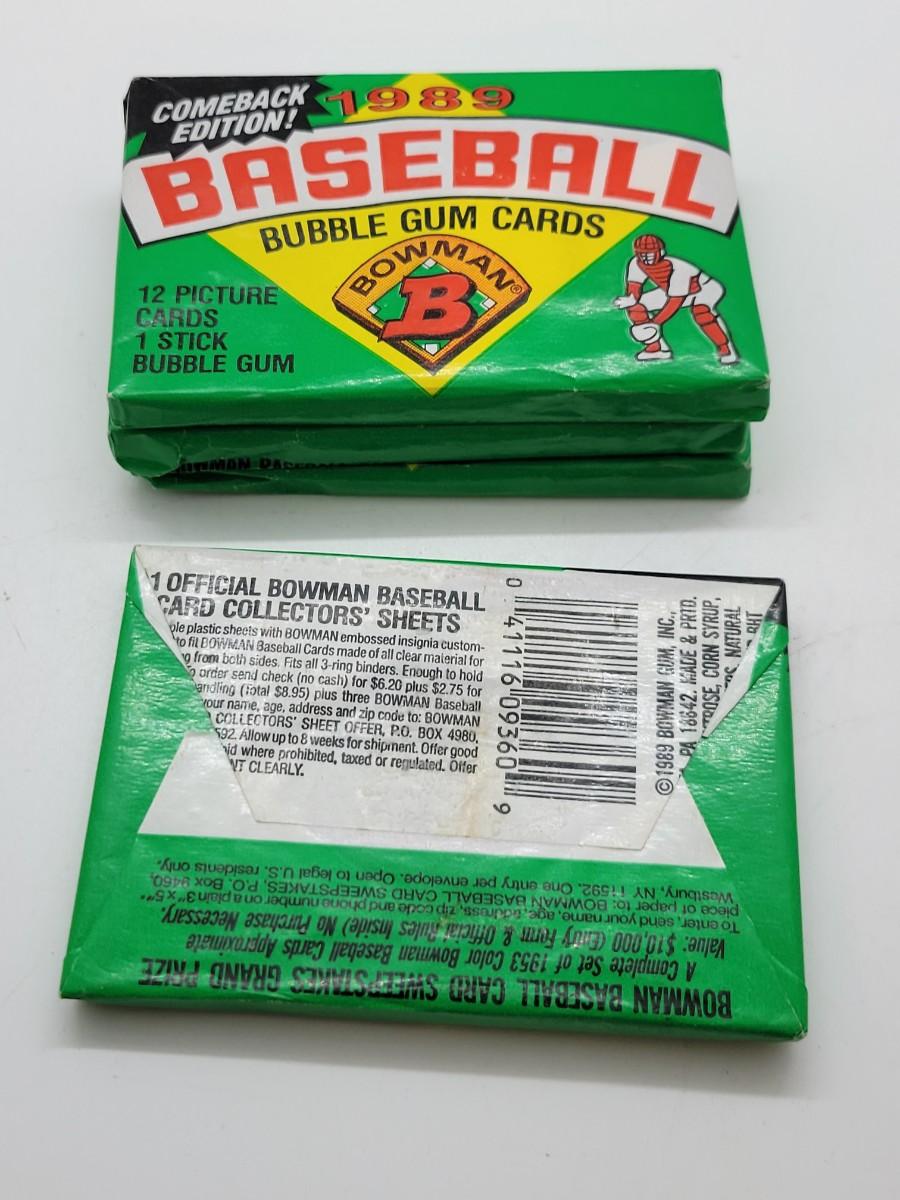 COMEBACK
EDITION!
1989
BASEBALL
BUBBLE GUM CARDS
BOWMAN®
B
12 PICTURE
CARDS
1 STICK
BUBBLE GUM
BOWMAN
1 OFFICIAL BOWMAN BASEBALL
CARD COLLECTORS' SHEETS
plastic sheets with BOWMAN embossed insignia custom-
to fit BOWMAN Baseball Cards made of all clear material for
from both sides. Fits all 3-ring binders. Enough to hold
order send check (no cash) for $6.20 plus $2.75 for
(Total $8.95) plus three BOWMAN Baseball
your name, age, address and zip code to: BOWMAN
COLLECTORS' SHEET OFFER, P.O. BOX 4980,
592. Allow up to 8 weeks for shipment. Offer good
where prohibited, taxed or regulated. Offer
CLEARLY.
0 41116 09360 9
©1989 BOWMAN GUM, INC.
PA 18642. MADE & PRTD.
CORN SYRUP,
NATURAL
BHT
BOWMAN BASEBALL CARD SWEEPSTAKES GRAND PRIZE
A Complete Set of 1953 Color Bowman Baseball Cards Approximate
Value: $10,000 (Entry Form & Official Rules Inside) No Purchase Necessary.
To enter, send your name, age, address, zip code and phone number on a plain 3" x 5"
piece of paper to: BOWMAN BASEBALL CARD SWEEPSTAKES, P.O. Box 9460,
Westbury, NY 11592. One entry per envelope. Open to legal U.S. residents only.